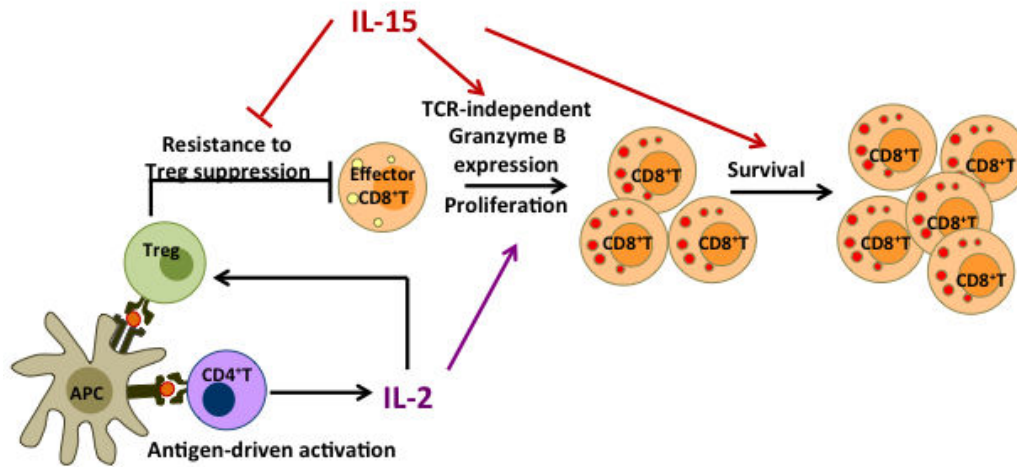 IL-15
TCR-independent
Granzyme B
expression
Proliferation
Resistance to
Treg suppression
Effector
CD8⁺T
CD8⁺T
CD8⁺T
CD8⁺T
Survival
CD8⁺T
CD8⁺T
CD8⁺T
CD8⁺T
CD8⁺T
Treg
APC
CD4⁺T
IL-2
Antigen-driven activation